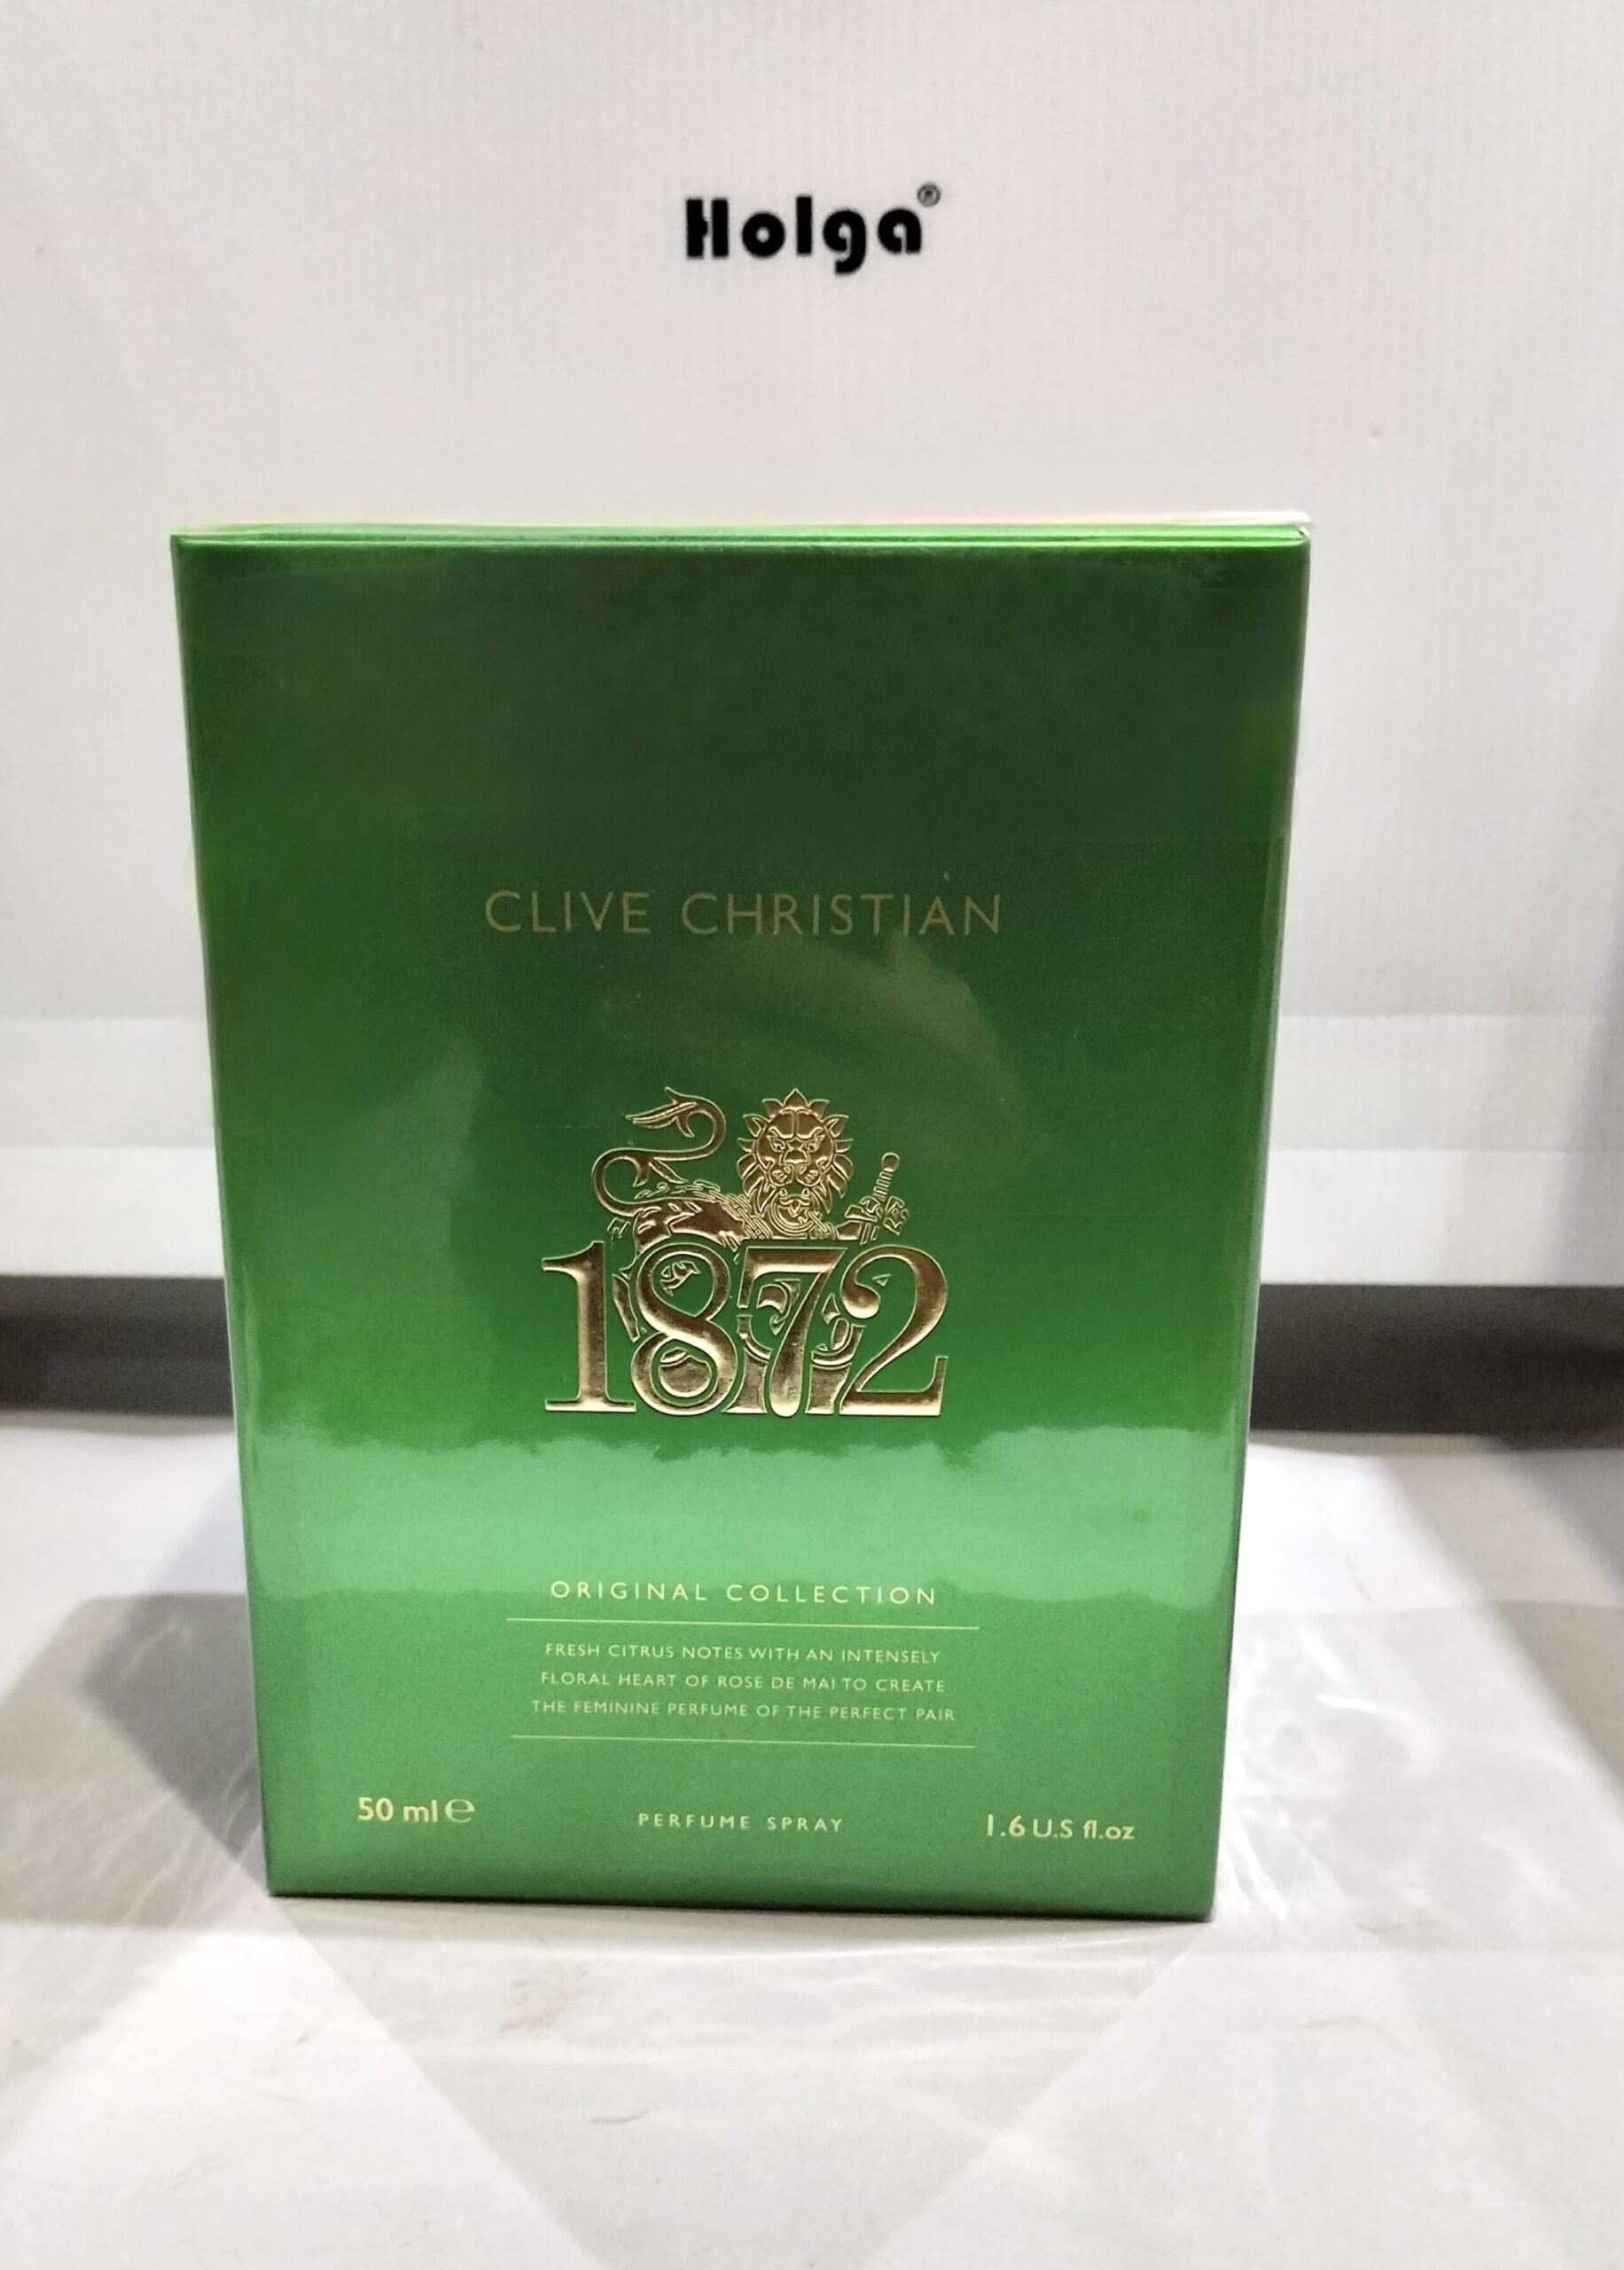 Holga®
CLIVE CHRISTIAN
1872
ORIGINAL COLLECTION
FRESH CITRUS NOTES WITH AN INTENSELY
FLORAL HEART OF ROSE DE MAI TO CREATE
THE FEMININE PERFUME OF THE PERFECT PAIR
50 ml ℮ PERFUME SPRAY 1.6 U.S fl.oz